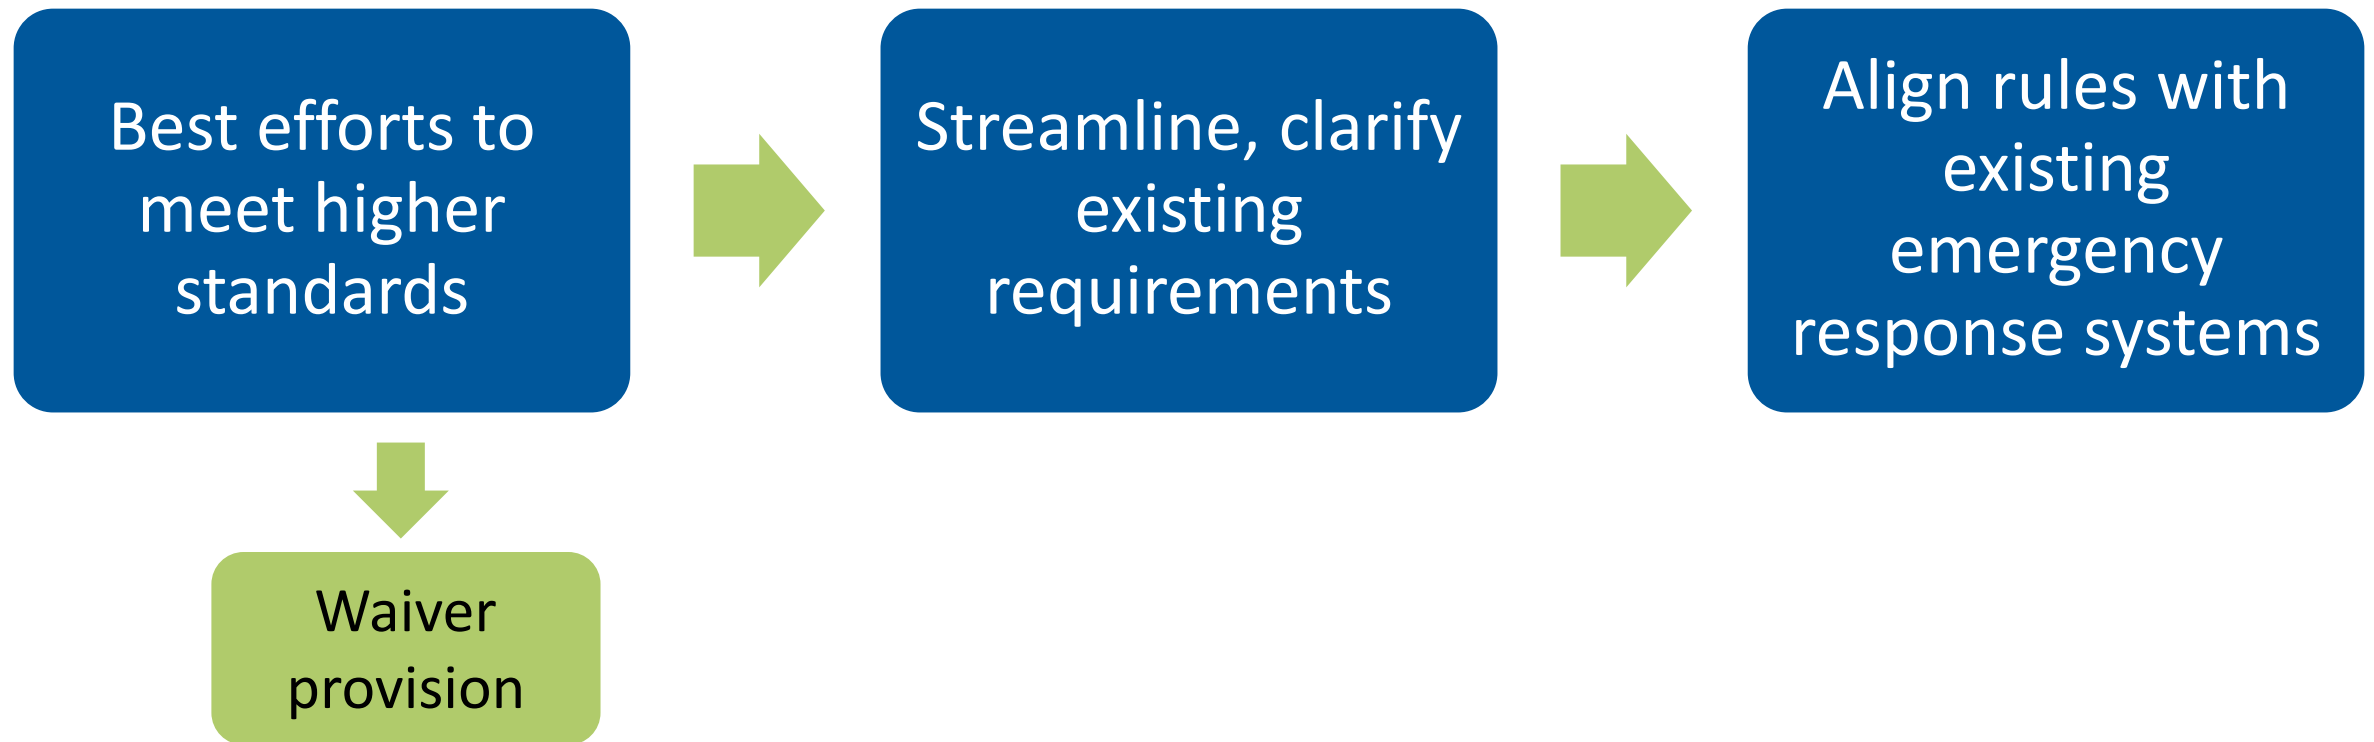 Best efforts to
meet higher
standards
Streamline, clarify
existing
requirements
Align rules with
existing
emergency
response systems
Waiver
provision